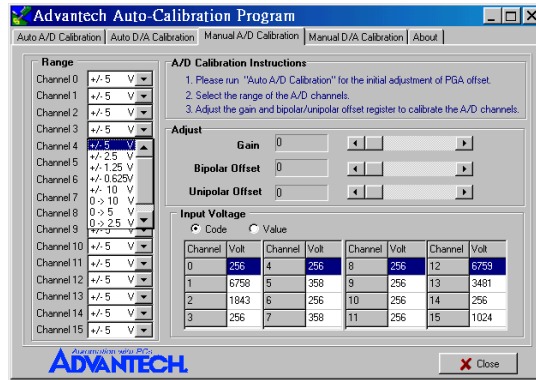 Advantech Auto-Calibration Program
Auto A/D Calibration Auto D/A Calibration Manual A/D Calibration Manual D/A Calibration About
Range
Channel 0 +/- 5 V
Channel 1 +/- 5 V
Channel 2 +/- 5 V
Channel 3 +/- 5 V
Channel 4 +/- 5 V
Channel 5 +/- 2.5 V
+/- 1.25 V
Channel 6 +/- 0.625V
Channel 7 +/- 10 V
0 -> 10 V
Channel 8 0 -> 5 V
0 -> 2.5 V
Channel 9 +/- 5 V
Channel 10 +/- 5 V
Channel 11 +/- 5 V
Channel 12 +/- 5 V
Channel 13 +/- 5 V
Channel 14 +/- 5 V
Channel 15 +/- 5 V
A/D Calibration Instructions
1. Please run "Auto A/D Calibration" for the initial adjustment of PGA offset.
2. Select the range of the A/D channels.
3. Adjust the gain and bipolar/unipolar offset register to calibrate the A/D channels.
Adjust
Gain 0
Bipolar Offset 0
Unipolar Offset 0
Input Voltage
Code Value
Channel Volt Channel Volt Channel Volt Channel Volt
0 256 4 256 8 256 12 6759
1 6758 5 358 9 256 13 3481
2 1843 6 256 10 256 14 256
3 256 7 358 11 256 15 1024
Automation with PCs
ADVANTECH.
Close